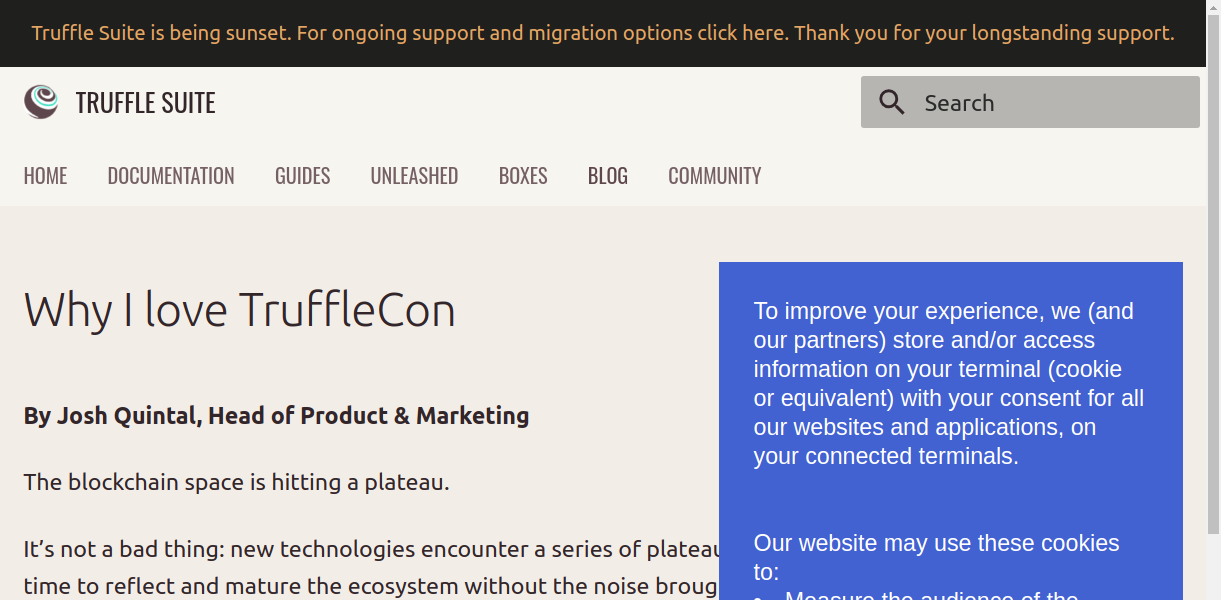 Truffle Suite is being sunset. For ongoing support and migration options click here. Thank you for your longstanding support.
TRUFFLE SUITE
Search
HOME DOCUMENTATION GUIDES UNLEASHED BOXES BLOG COMMUNITY
Why I love TruffleCon
By Josh Quintal, Head of Product & Marketing
The blockchain space is hitting a plateau.
It’s not a bad thing: new technologies encounter a series of
time to reflect and mature the ecosystem without the noise
To improve your experience, we (and
our partners) store and/or access
information on your terminal (cookie
or equivalent) with your consent for all
our websites and applications, on
your connected terminals.
Our website may use these cookies
to:
• Measure the audience of the